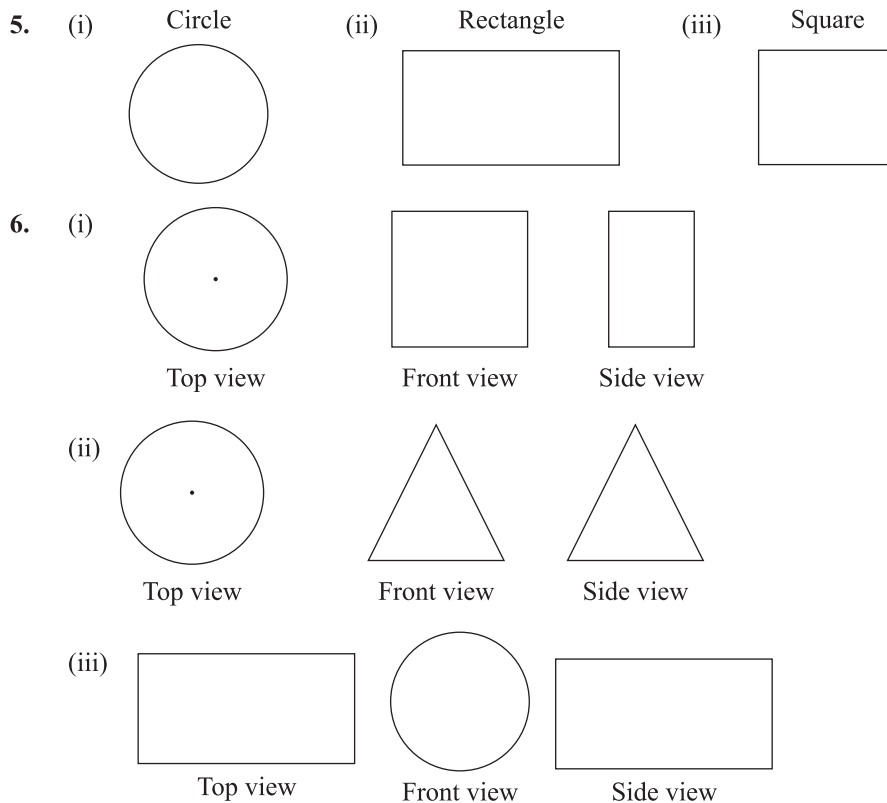 5. (i) Circle (ii) Rectangle (iii) Square
6. (i)
Top view Front view Side view
(ii)
Top view Front view Side view
(iii)
Top view Front view Side view